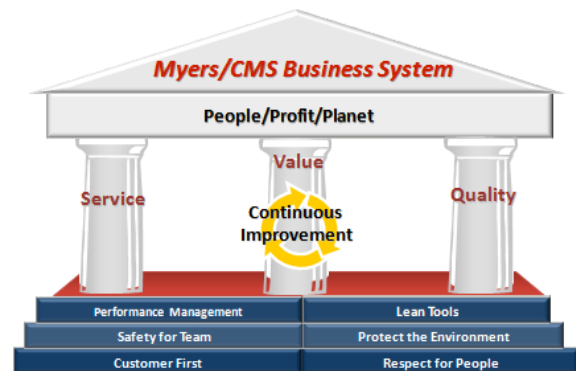 Myers/CMS Business System
People/Profit/Planet
Service
Value
Quality
Continuous
Improvement
Performance Management
Lean Tools
Safety for Team
Protect the Environment
Customer First
Respect for People